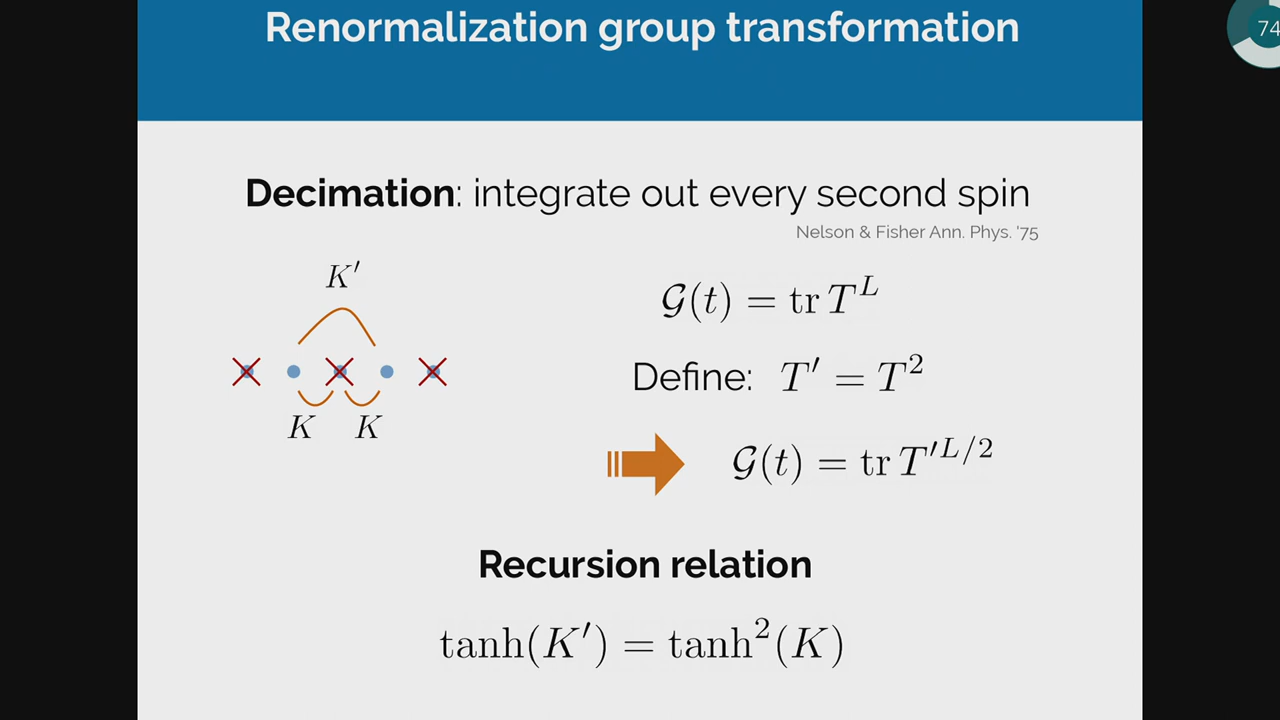 Renormalization group transformation
74
Decimation: integrate out every second spin
Nelson & Fisher Ann. Phys. '75
K′
K K
𝒢(t) = tr T^L
Define: T′ = T²
𝒢(t) = tr T′^{L/2}
Recursion relation
tanh(K′) = tanh²(K)